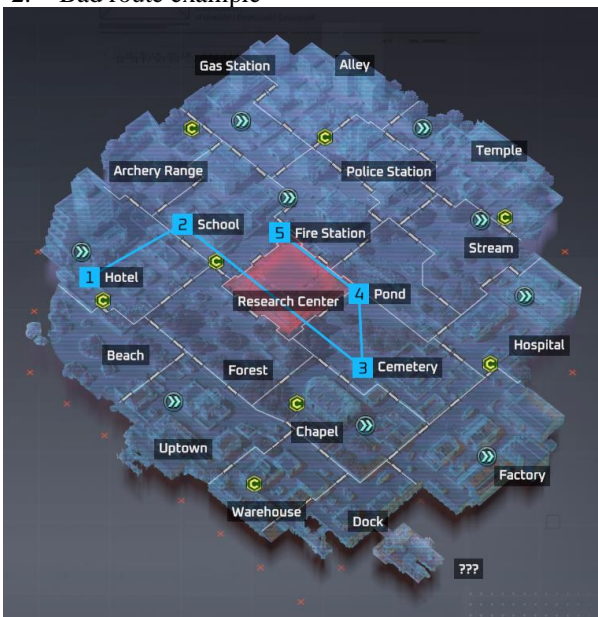 2. Bad route example
Gas Station
Alley
Temple
Archery Range
Police Station
2 School
5 Fire Station
Stream
1 Hotel
Research Center
4 Pond
Hospital
Beach
Forest
3 Cemetery
Chapel
Uptown
Factory
Warehouse
Dock
???